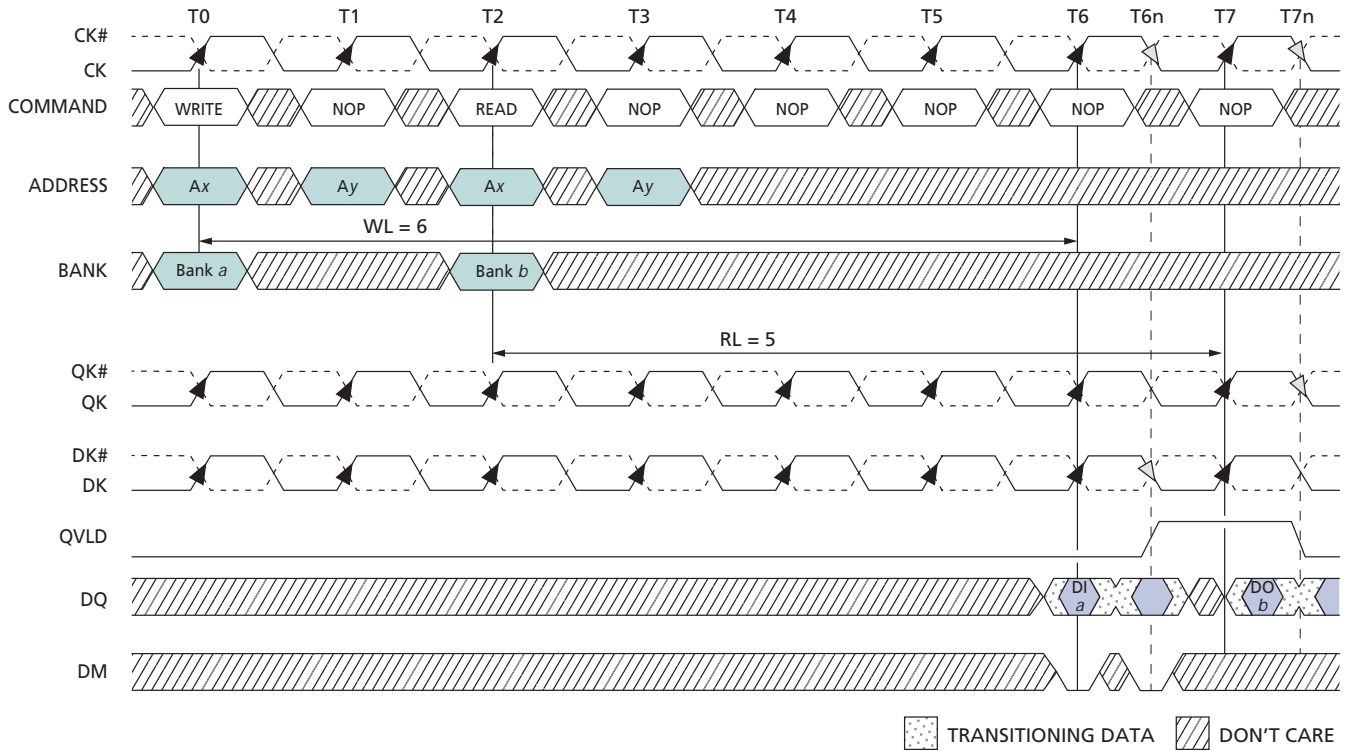 T0 T1 T2 T3 T4 T5 T6 T6n T7 T7n
CK#
CK
COMMAND WRITE NOP READ NOP NOP NOP NOP NOP
ADDRESS Ax Ay Ax Ay
WL = 6
BANK Bank a Bank b
RL = 5
QK#
QK
DK#
DK
QVLD
DQ DI a DO b
DM
TRANSITIONING DATA DON'T CARE